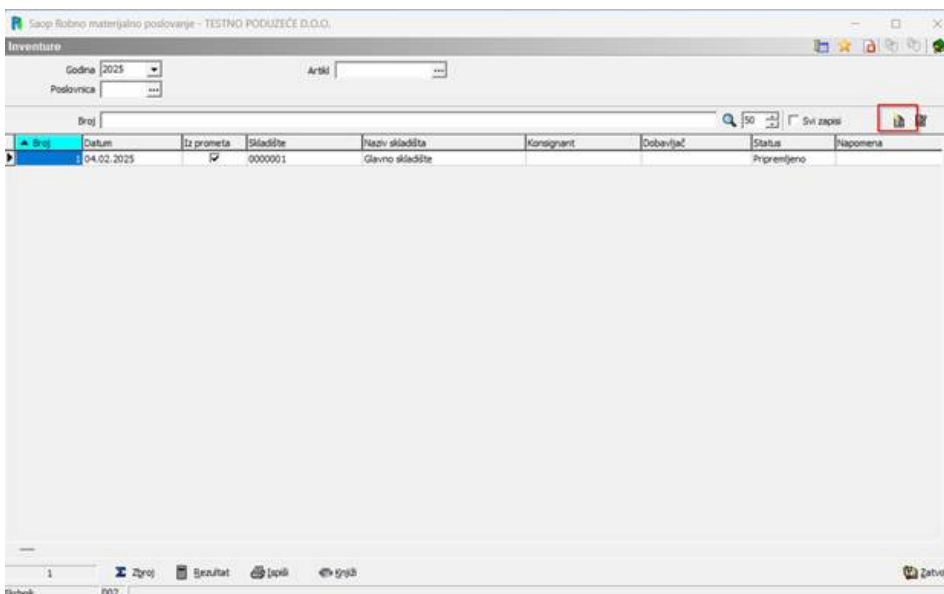 Saop Robno materijalno poslovanje - TESTNO PODUZEĆE D.O.O.
Inventure
Godina 2025 Artikl
Poslovnica
Broj 50 Svi zapisi
Broj Datum Iz prometa Skladište Naziv skladišta Konsignant Dobavljač Status Napomena
1 04.02.2025 0000001 Glavno skladište Pripremljeno
1 Zbroj Rezultat Ispiši Knjiži Zatvo
002